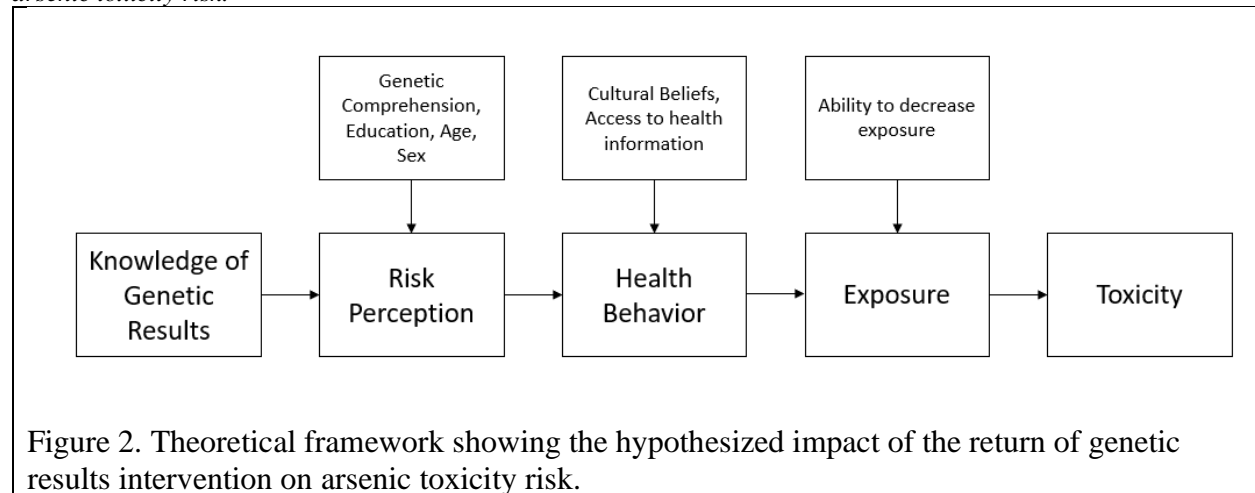 arsenic toxicity risk.
Genetic
Comprehension,
Education, Age,
Sex
Cultural Beliefs,
Access to health
information
Ability to decrease
exposure
Knowledge of
Genetic
Results
Risk
Perception
Health
Behavior
Exposure
Toxicity
Figure 2. Theoretical framework showing the hypothesized impact of the return of genetic
results intervention on arsenic toxicity risk.